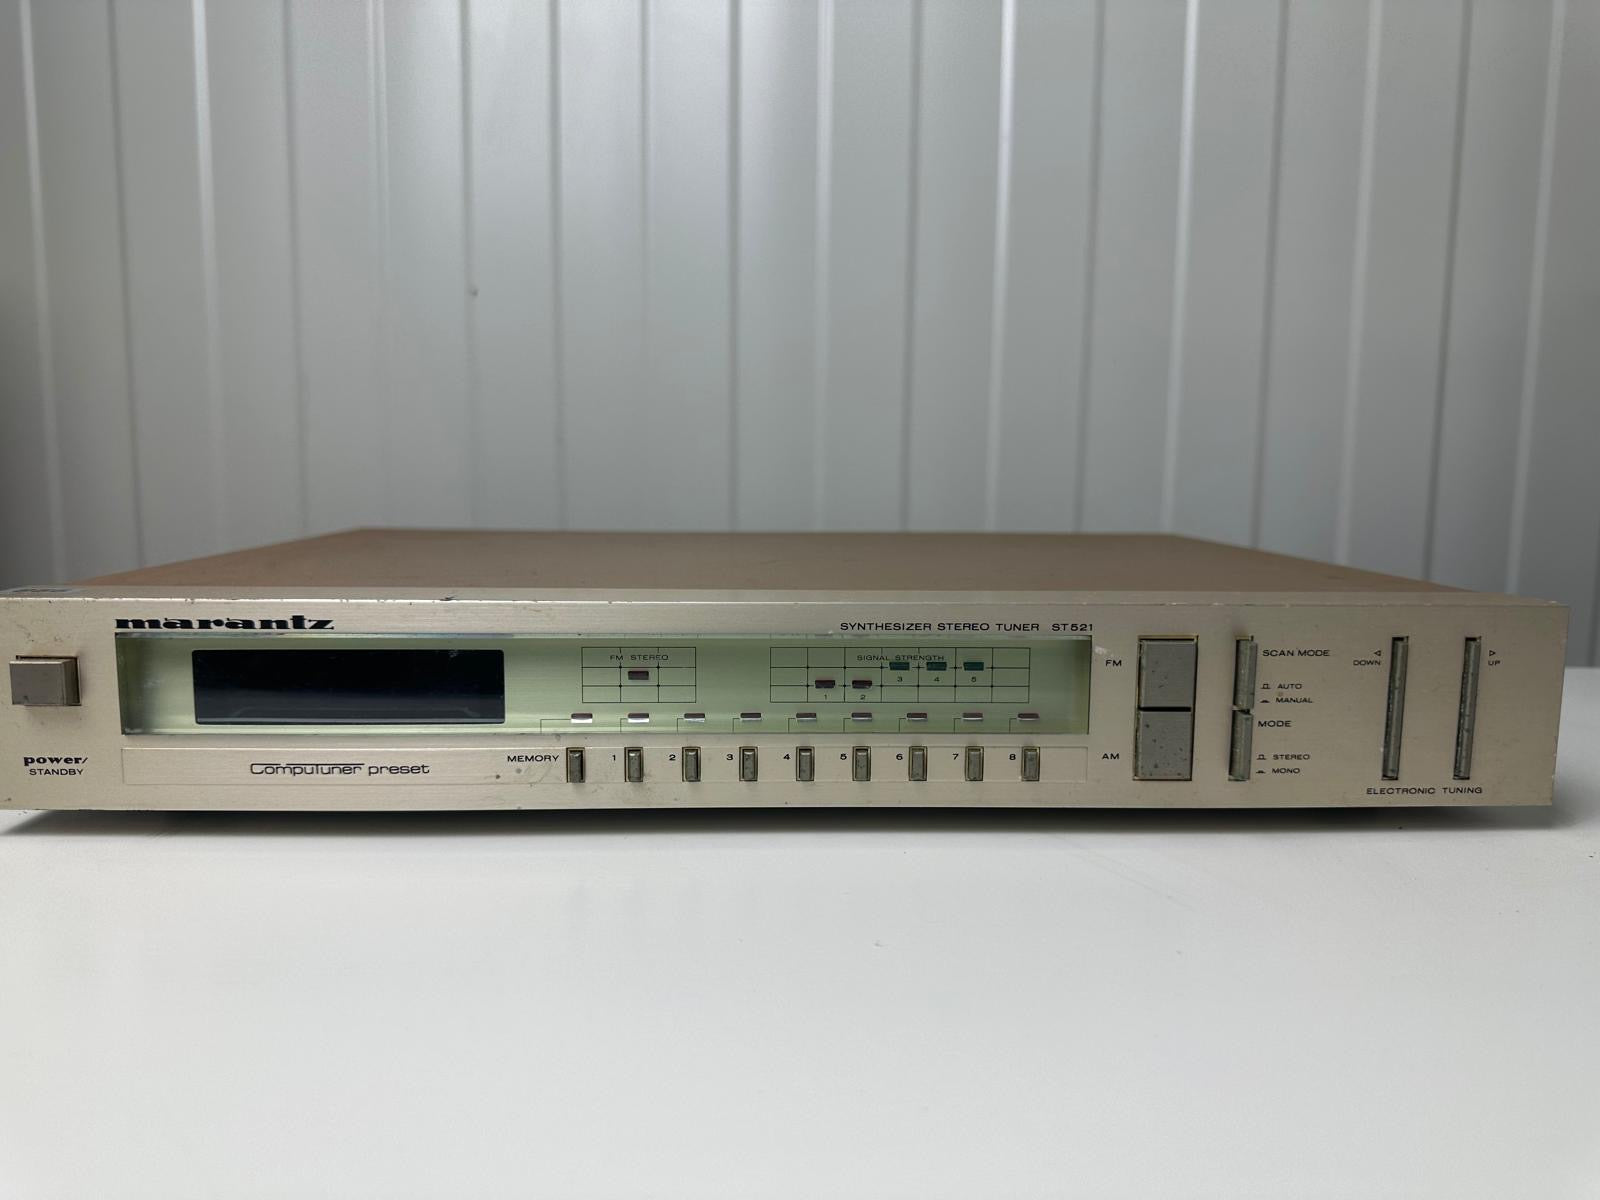 marantz
SYNTHESIZER STEREO TUNER ST521
FM STEREO
SIGNAL STRENGTH
3 4 5
1 2
FM
SCAN MODE
AUTO
MANUAL
DOWN
UP
power/
STANDBY
Computuner preset
MEMORY 1 2 3 4 5 6 7 8
AM
MODE
STEREO
MONO
ELECTRONIC TUNING